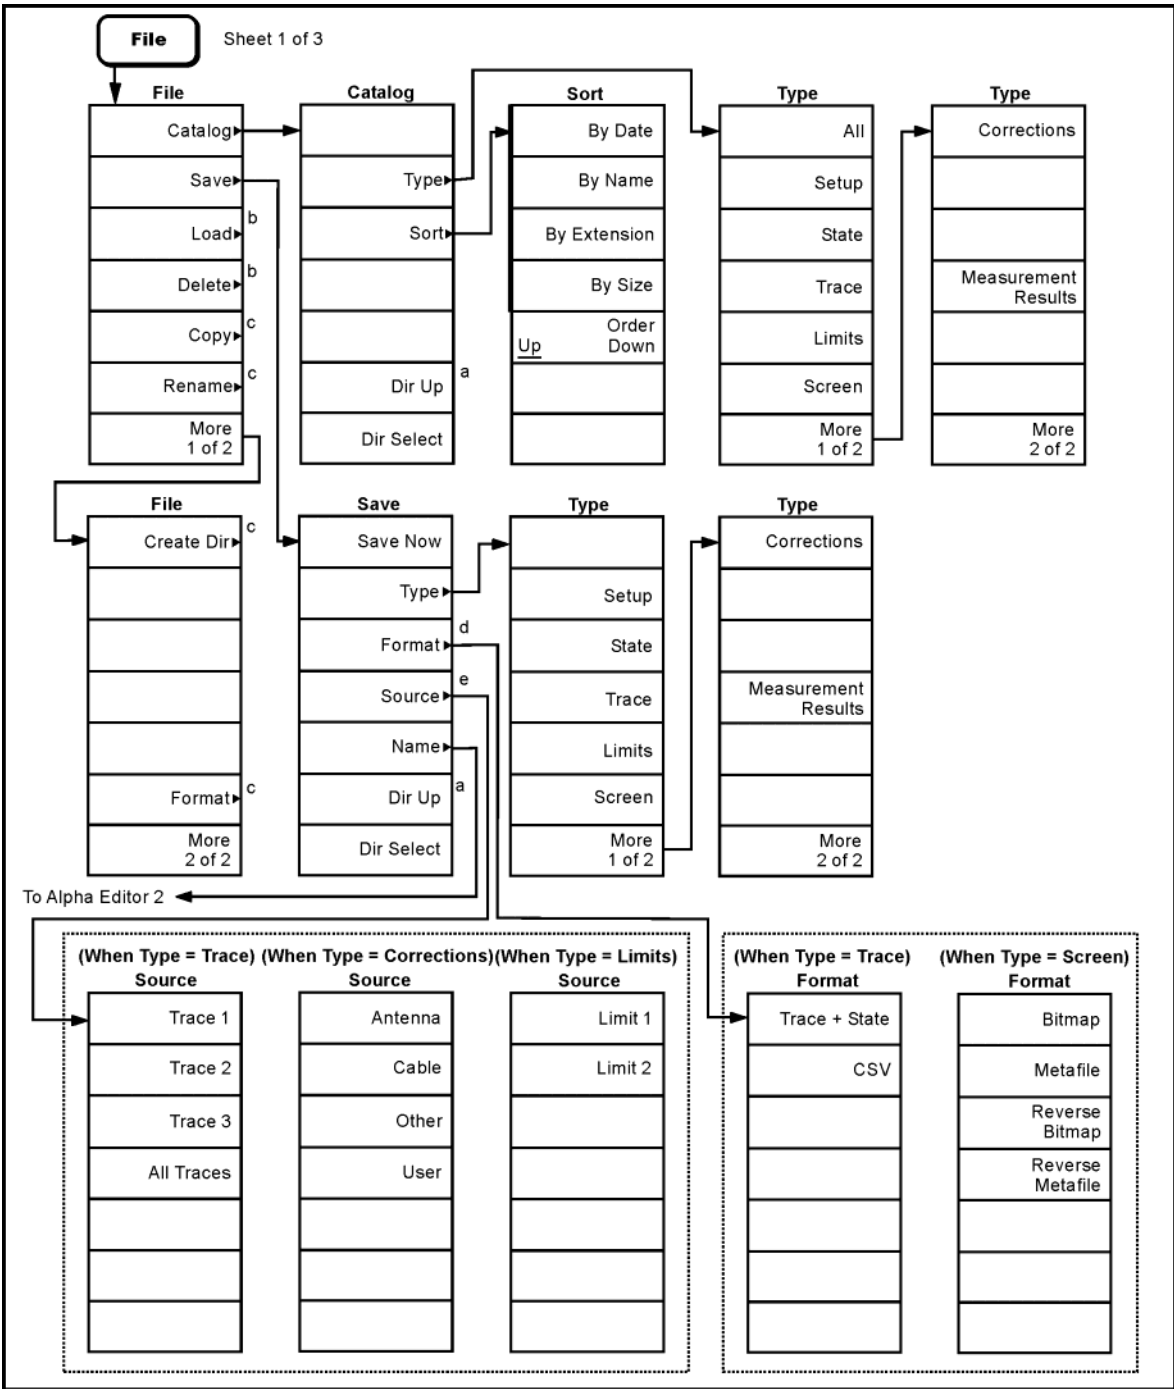 File
Sheet 1 of 3
File
Catalog
Save
b
Load
b
Delete
c
Copy
c
Rename
More
1 of 2
Catalog
Type
Sort
a
Dir Up
Dir Select
Sort
By Date
By Name
By Extension
By Size
Order
Up Down
Type
All
Setup
State
Trace
Limits
Screen
More
1 of 2
Type
Corrections
Measurement
Results
More
2 of 2
File
c
Create Dir
c
Format
More
2 of 2
Save
Save Now
Type
d
Format
e
Source
Name
a
Dir Up
Dir Select
Type
Setup
State
Trace
Limits
Screen
More
1 of 2
Type
Corrections
Measurement
Results
More
2 of 2
To Alpha Editor 2
(When Type = Trace)
Source
Trace 1
Trace 2
Trace 3
All Traces
(When Type = Corrections)
Source
Antenna
Cable
Other
User
(When Type = Limits)
Source
Limit 1
Limit 2
(When Type = Trace)
Format
Trace + State
CSV
(When Type = Screen)
Format
Bitmap
Metafile
Reverse
Bitmap
Reverse
Metafile